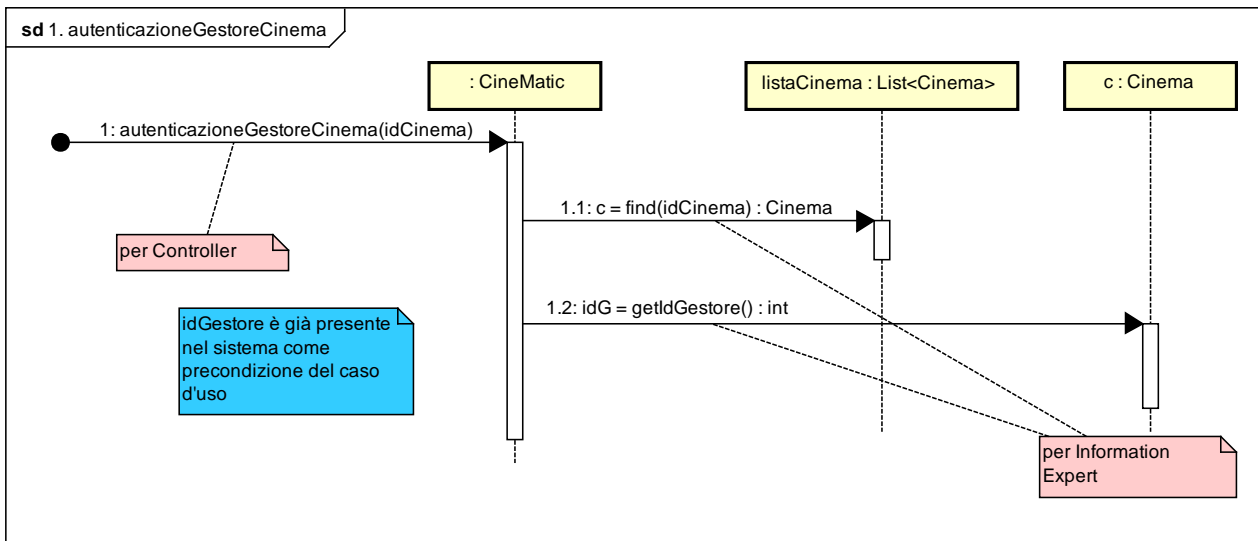 sd 1. autenticazioneGestoreCinema
: CineMatic
listaCinema : List<Cinema>
c : Cinema
1: autenticazioneGestoreCinema(idCinema)
1.1: c = find(idCinema) : Cinema
per Controller
1.2: idG = getIdGestore() : int
idGestore è già presente
nel sistema come
precondizione del caso
d'uso
per Information
Expert